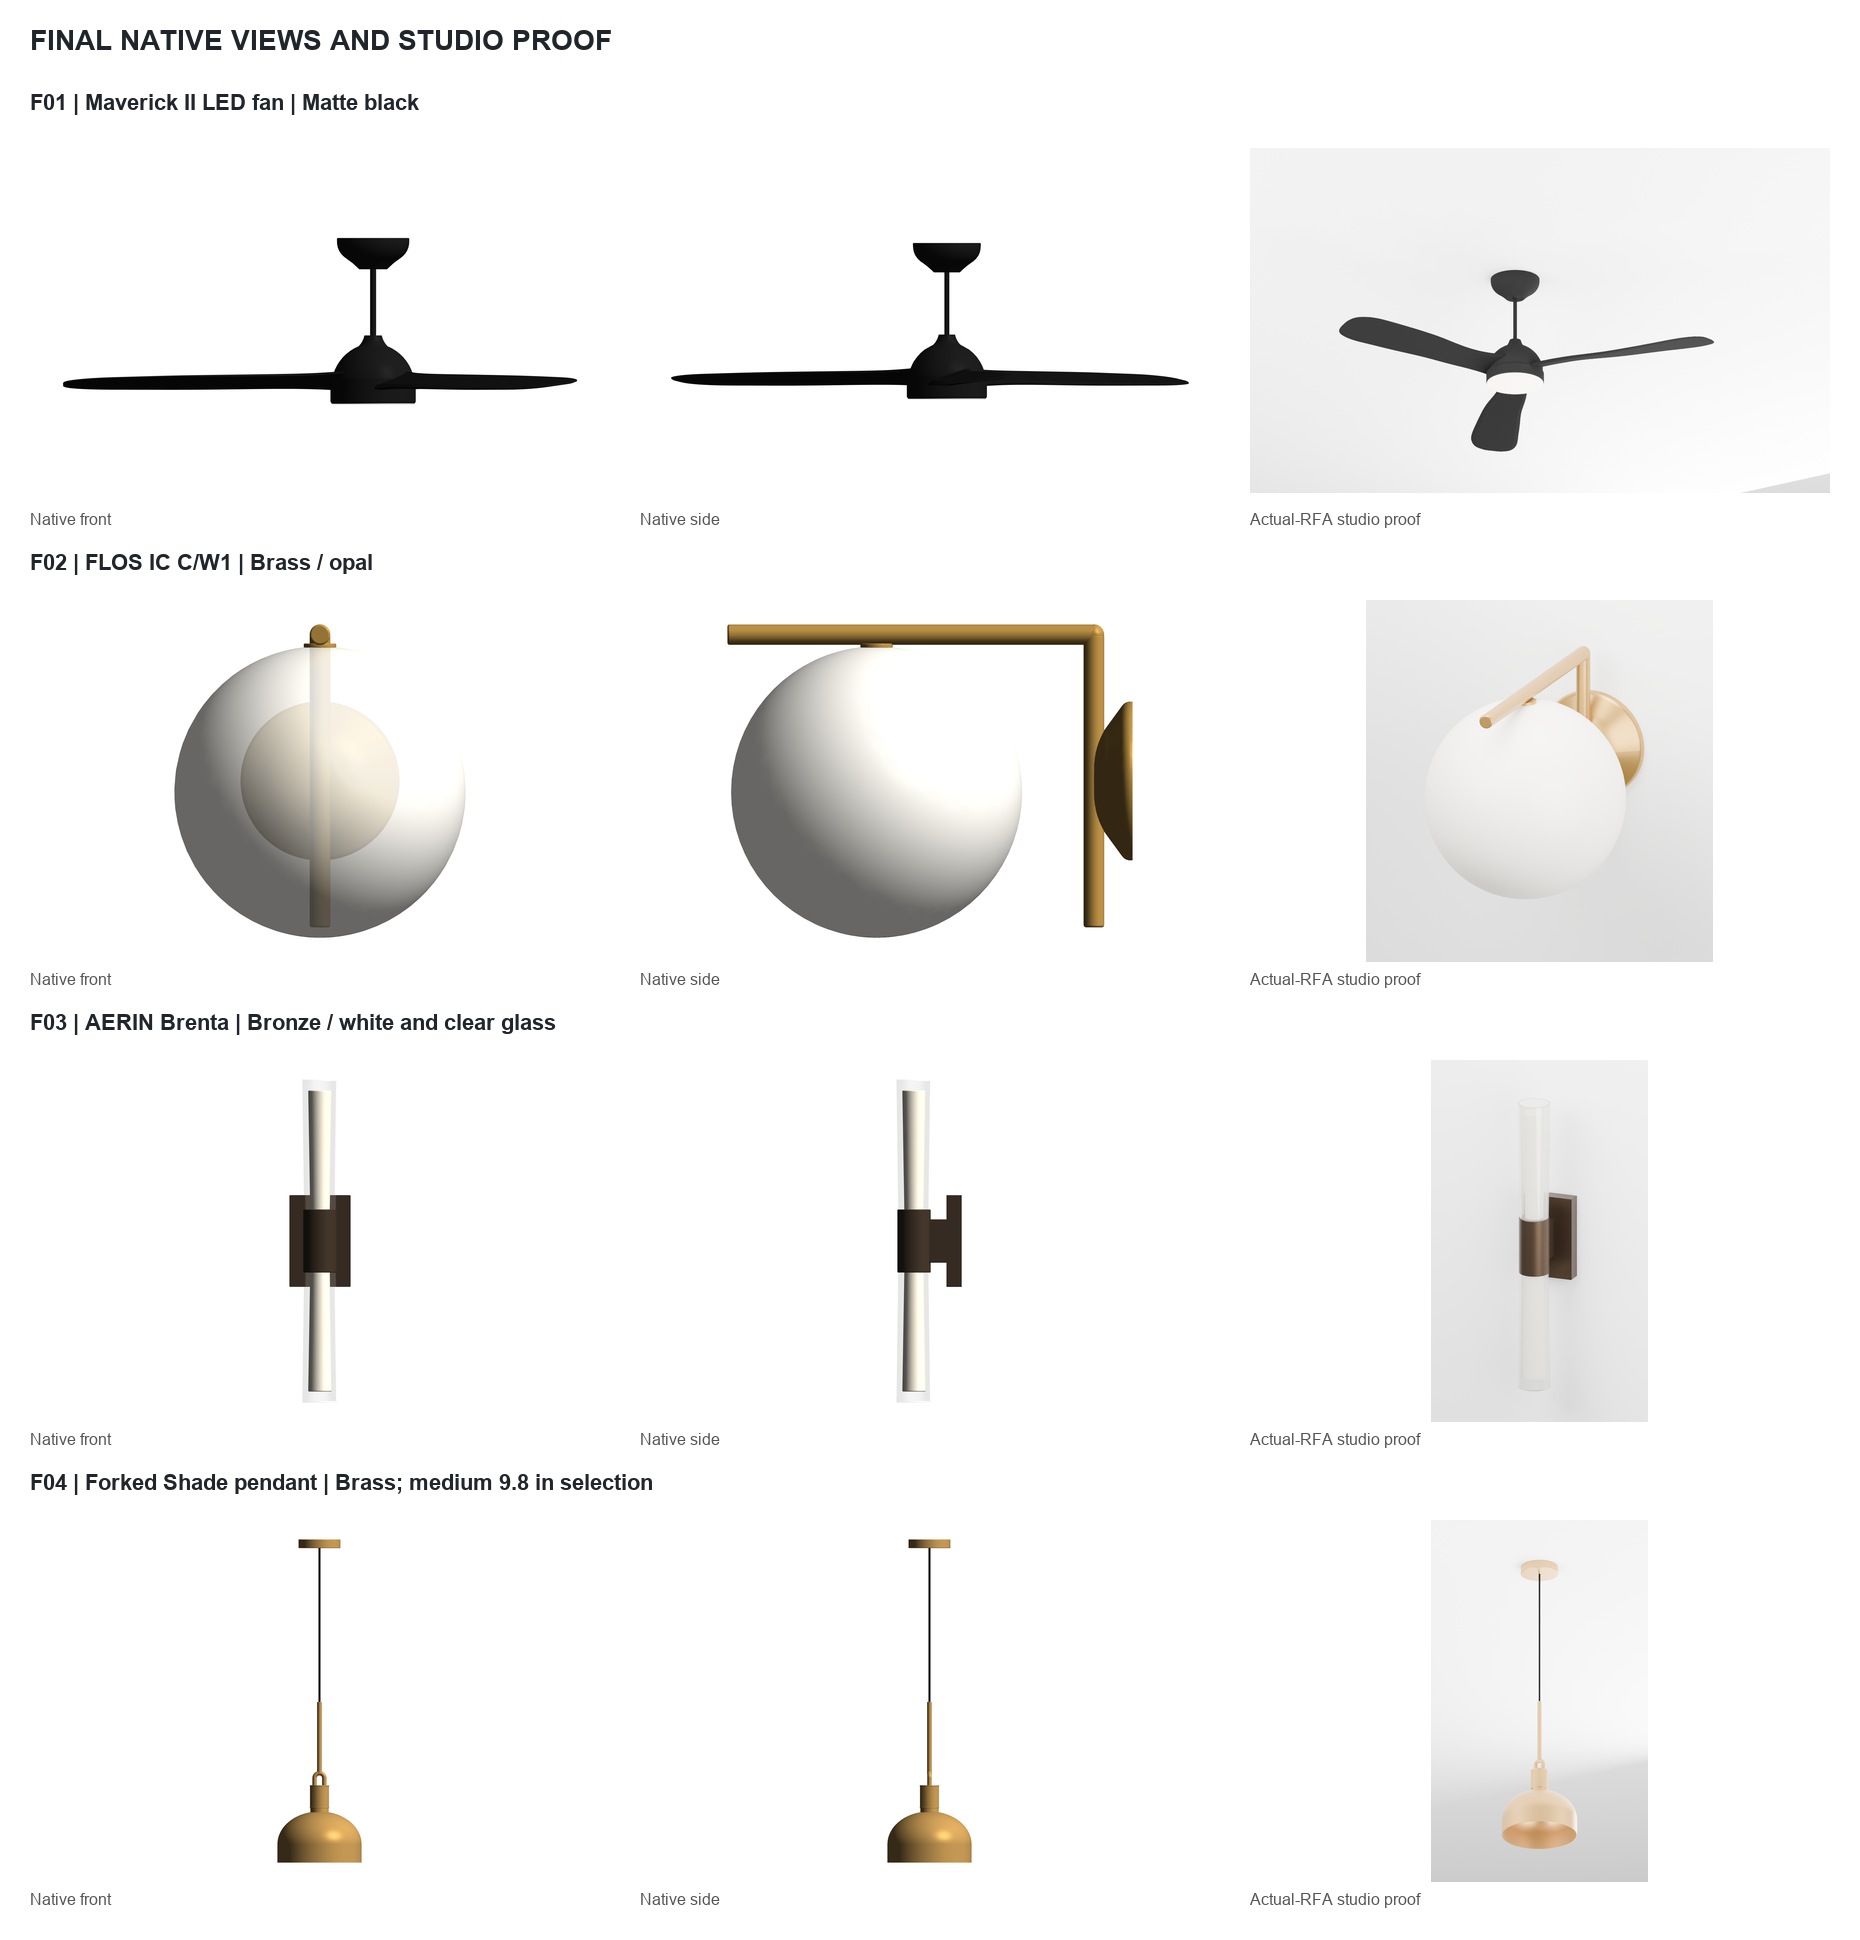 FINAL NATIVE VIEWS AND STUDIO PROOF
F01 | Maverick II LED fan | Matte black
Native front
Native side
Actual-RFA studio proof
F02 | FLOS IC C/W1 | Brass / opal
Native front
Native side
Actual-RFA studio proof
F03 | AERIN Brenta | Bronze / white and clear glass
Native front
Native side
Actual-RFA studio proof
F04 | Forked Shade pendant | Brass; medium 9.8 in selection
Native front
Native side
Actual-RFA studio proof